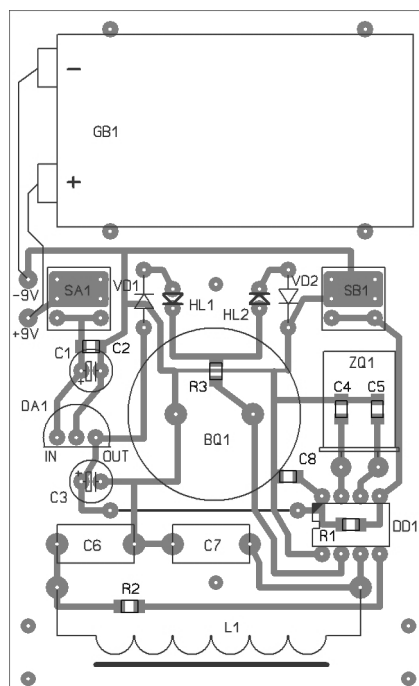 −
GB1
+
-9V
SA1
VD1
HL1
HL2
VD2
SB1
+9V
C1
C2
ZQ1
R3
C4
C5
DA1
+
IN
OUT
BQ1
+
C3
C8
R1
DD1
C6
C7
R2
L1